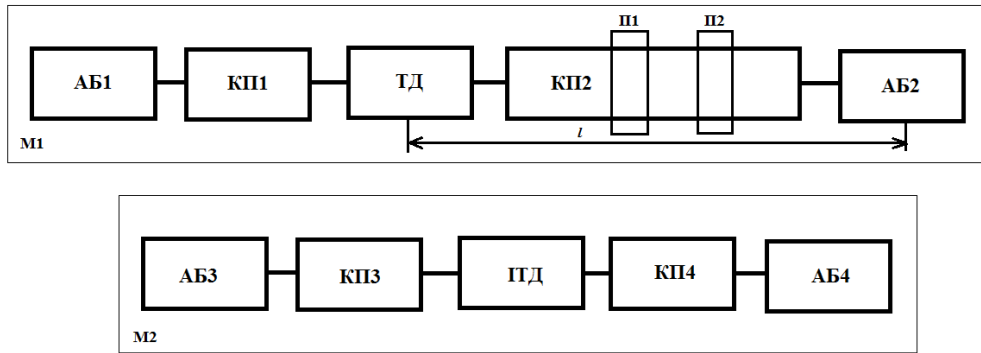 П1 П2
АБ1 КП1 ТД КП2 АБ2
М1 l
АБ3 КП3 ІТД КП4 АБ4
М2